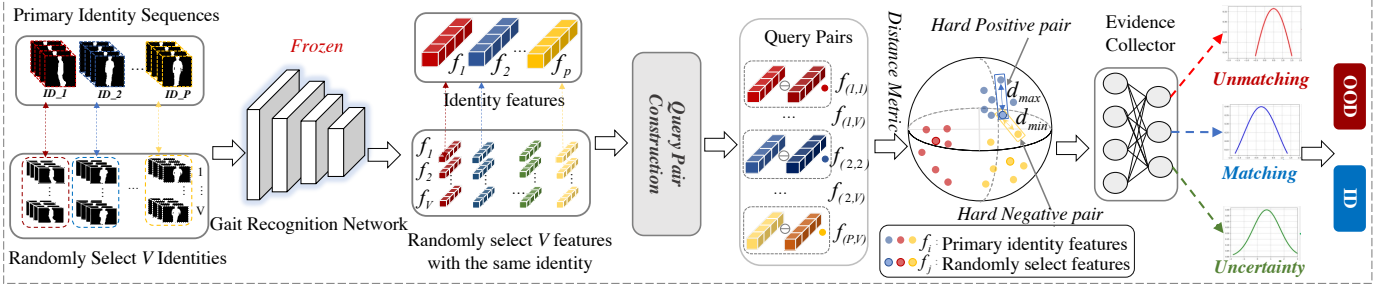 Primary Identity Sequences
ID_1
ID_2
...
ID_P
1
V
Randomly Select V Identities
Frozen
Gait Recognition Network
f1
f2
...
fp
Identity features
f1
f2
fV
Randomly select V features
with the same identity
Query Pair
Construction
Query Pairs
f(1,1)
...
f(1,V)
f(2,2)
...
f(2,V)
f(P,V)
Distance Metric
Hard Positive pair
dmax
dmin
Hard Negative pair
fi : Primary identity features
fj : Randomly select features
Evidence
Collector
Unmatching
Matching
Uncertainty
OOD
ID